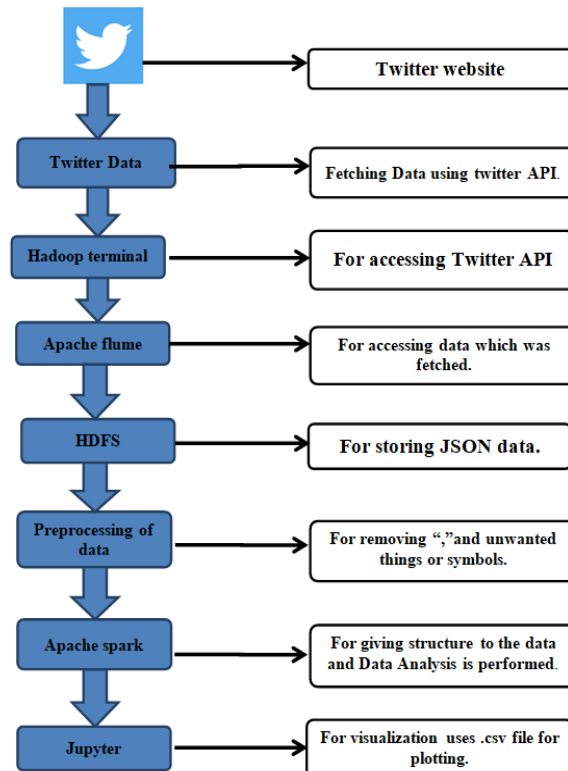 Twitter website
Twitter Data
Fetching Data using twitter API.
Hadoop terminal
For accessing Twitter API
Apache flume
For accessing data which was
fetched.
HDFS
For storing JSON data.
Preprocessing of
data
For removing “,”and unwanted
things or symbols.
Apache spark
For giving structure to the data
and Data Analysis is performed.
Jupyter
For visualization uses .csv file for
plotting.